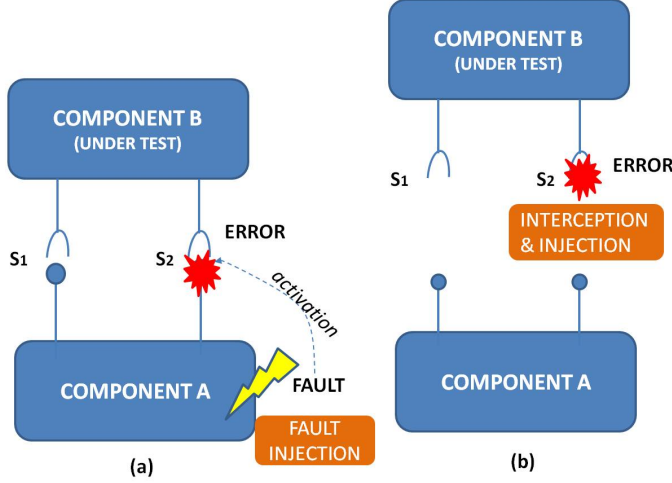 COMPONENT B
(UNDER TEST)
S1
S2
ERROR
activation
FAULT
COMPONENT A
FAULT
INJECTION
(a)
COMPONENT B
(UNDER TEST)
S1
S2
ERROR
INTERCEPTION
& INJECTION
COMPONENT A
(b)